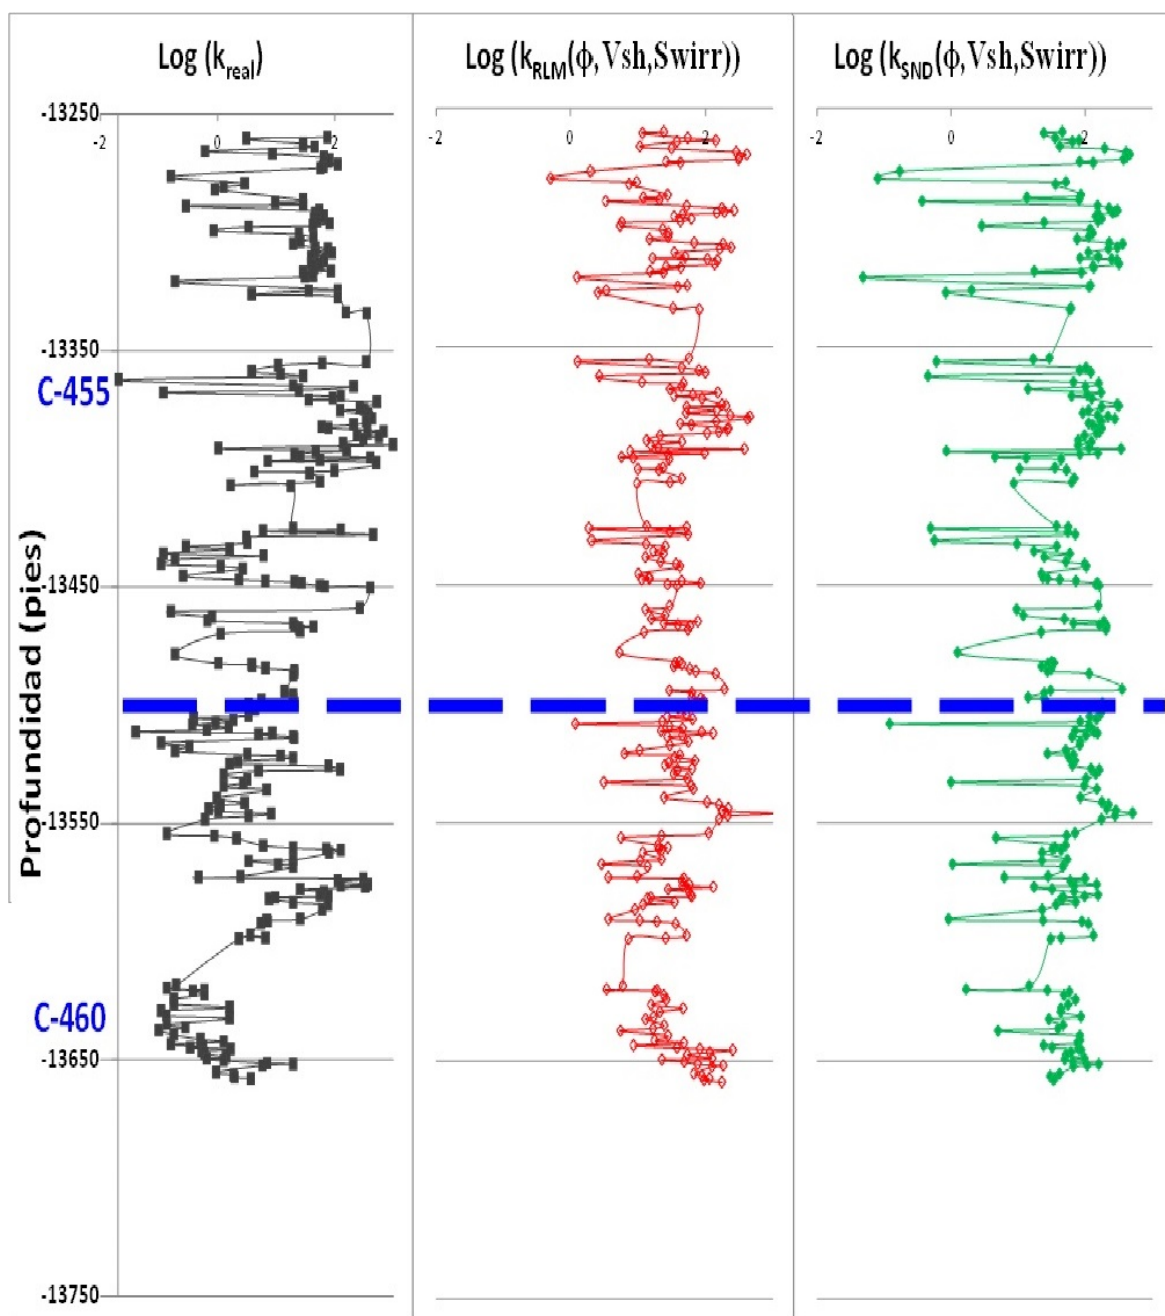 Log (k_real)
Log (k_RLM(ϕ,Vsh,Swirr))
Log (k_SND(ϕ,Vsh,Swirr))
-13250
-2 0 2
-2 0 2
-2 0 2
-13350
C-455
-13450
Profundidad (pies)
-13550
C-460
-13650
-13750